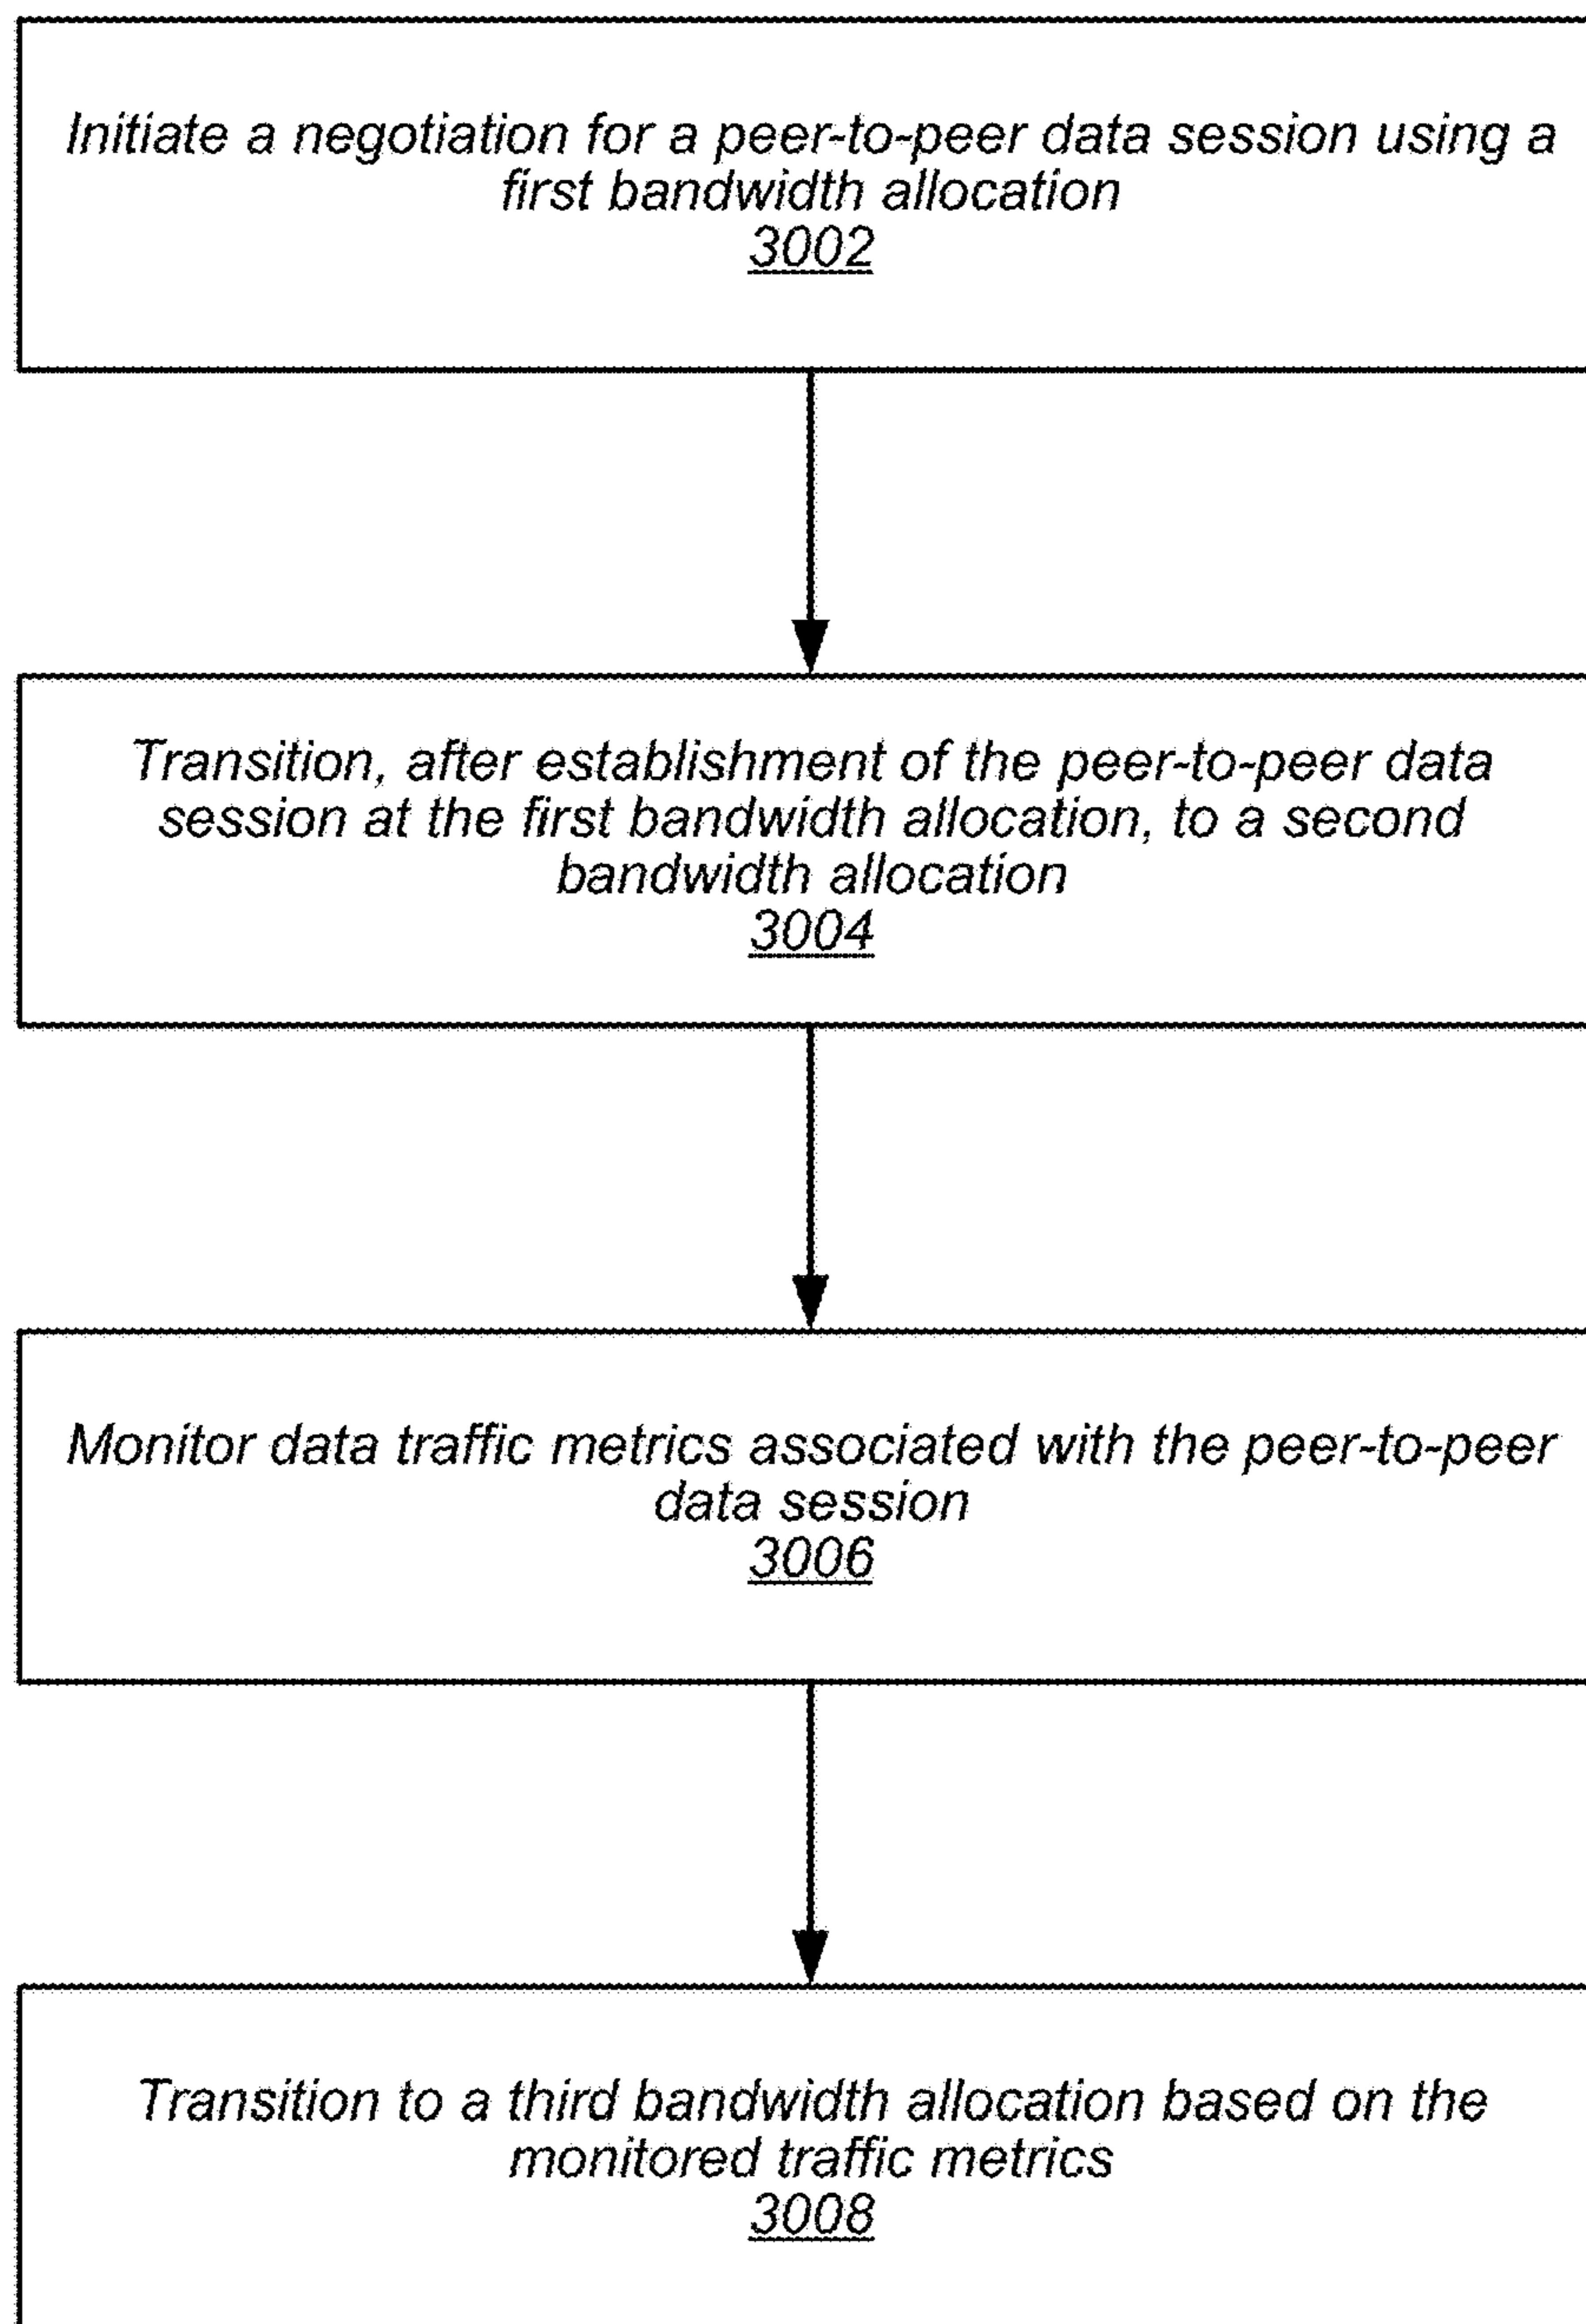 Initiate a negotiation for a peer-to-peer data session using a
first bandwidth allocation
3002
Transition, after establishment of the peer-to-peer data
session at the first bandwidth allocation, to a second
bandwidth allocation
3004
Monitor data traffic metrics associated with the peer-to-peer
data session
3006
Transition to a third bandwidth allocation based on the
monitored traffic metrics
3008